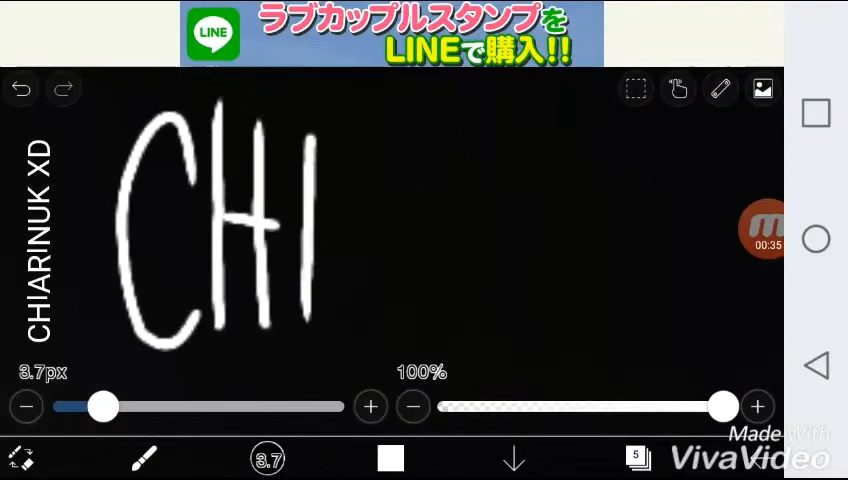 LINE
ラブカップルスタンプを
LINEで購入!!
CHIARINUK XD
CHI
00:35
3.7px
100%
3.7
5
Made With
VivaVideo